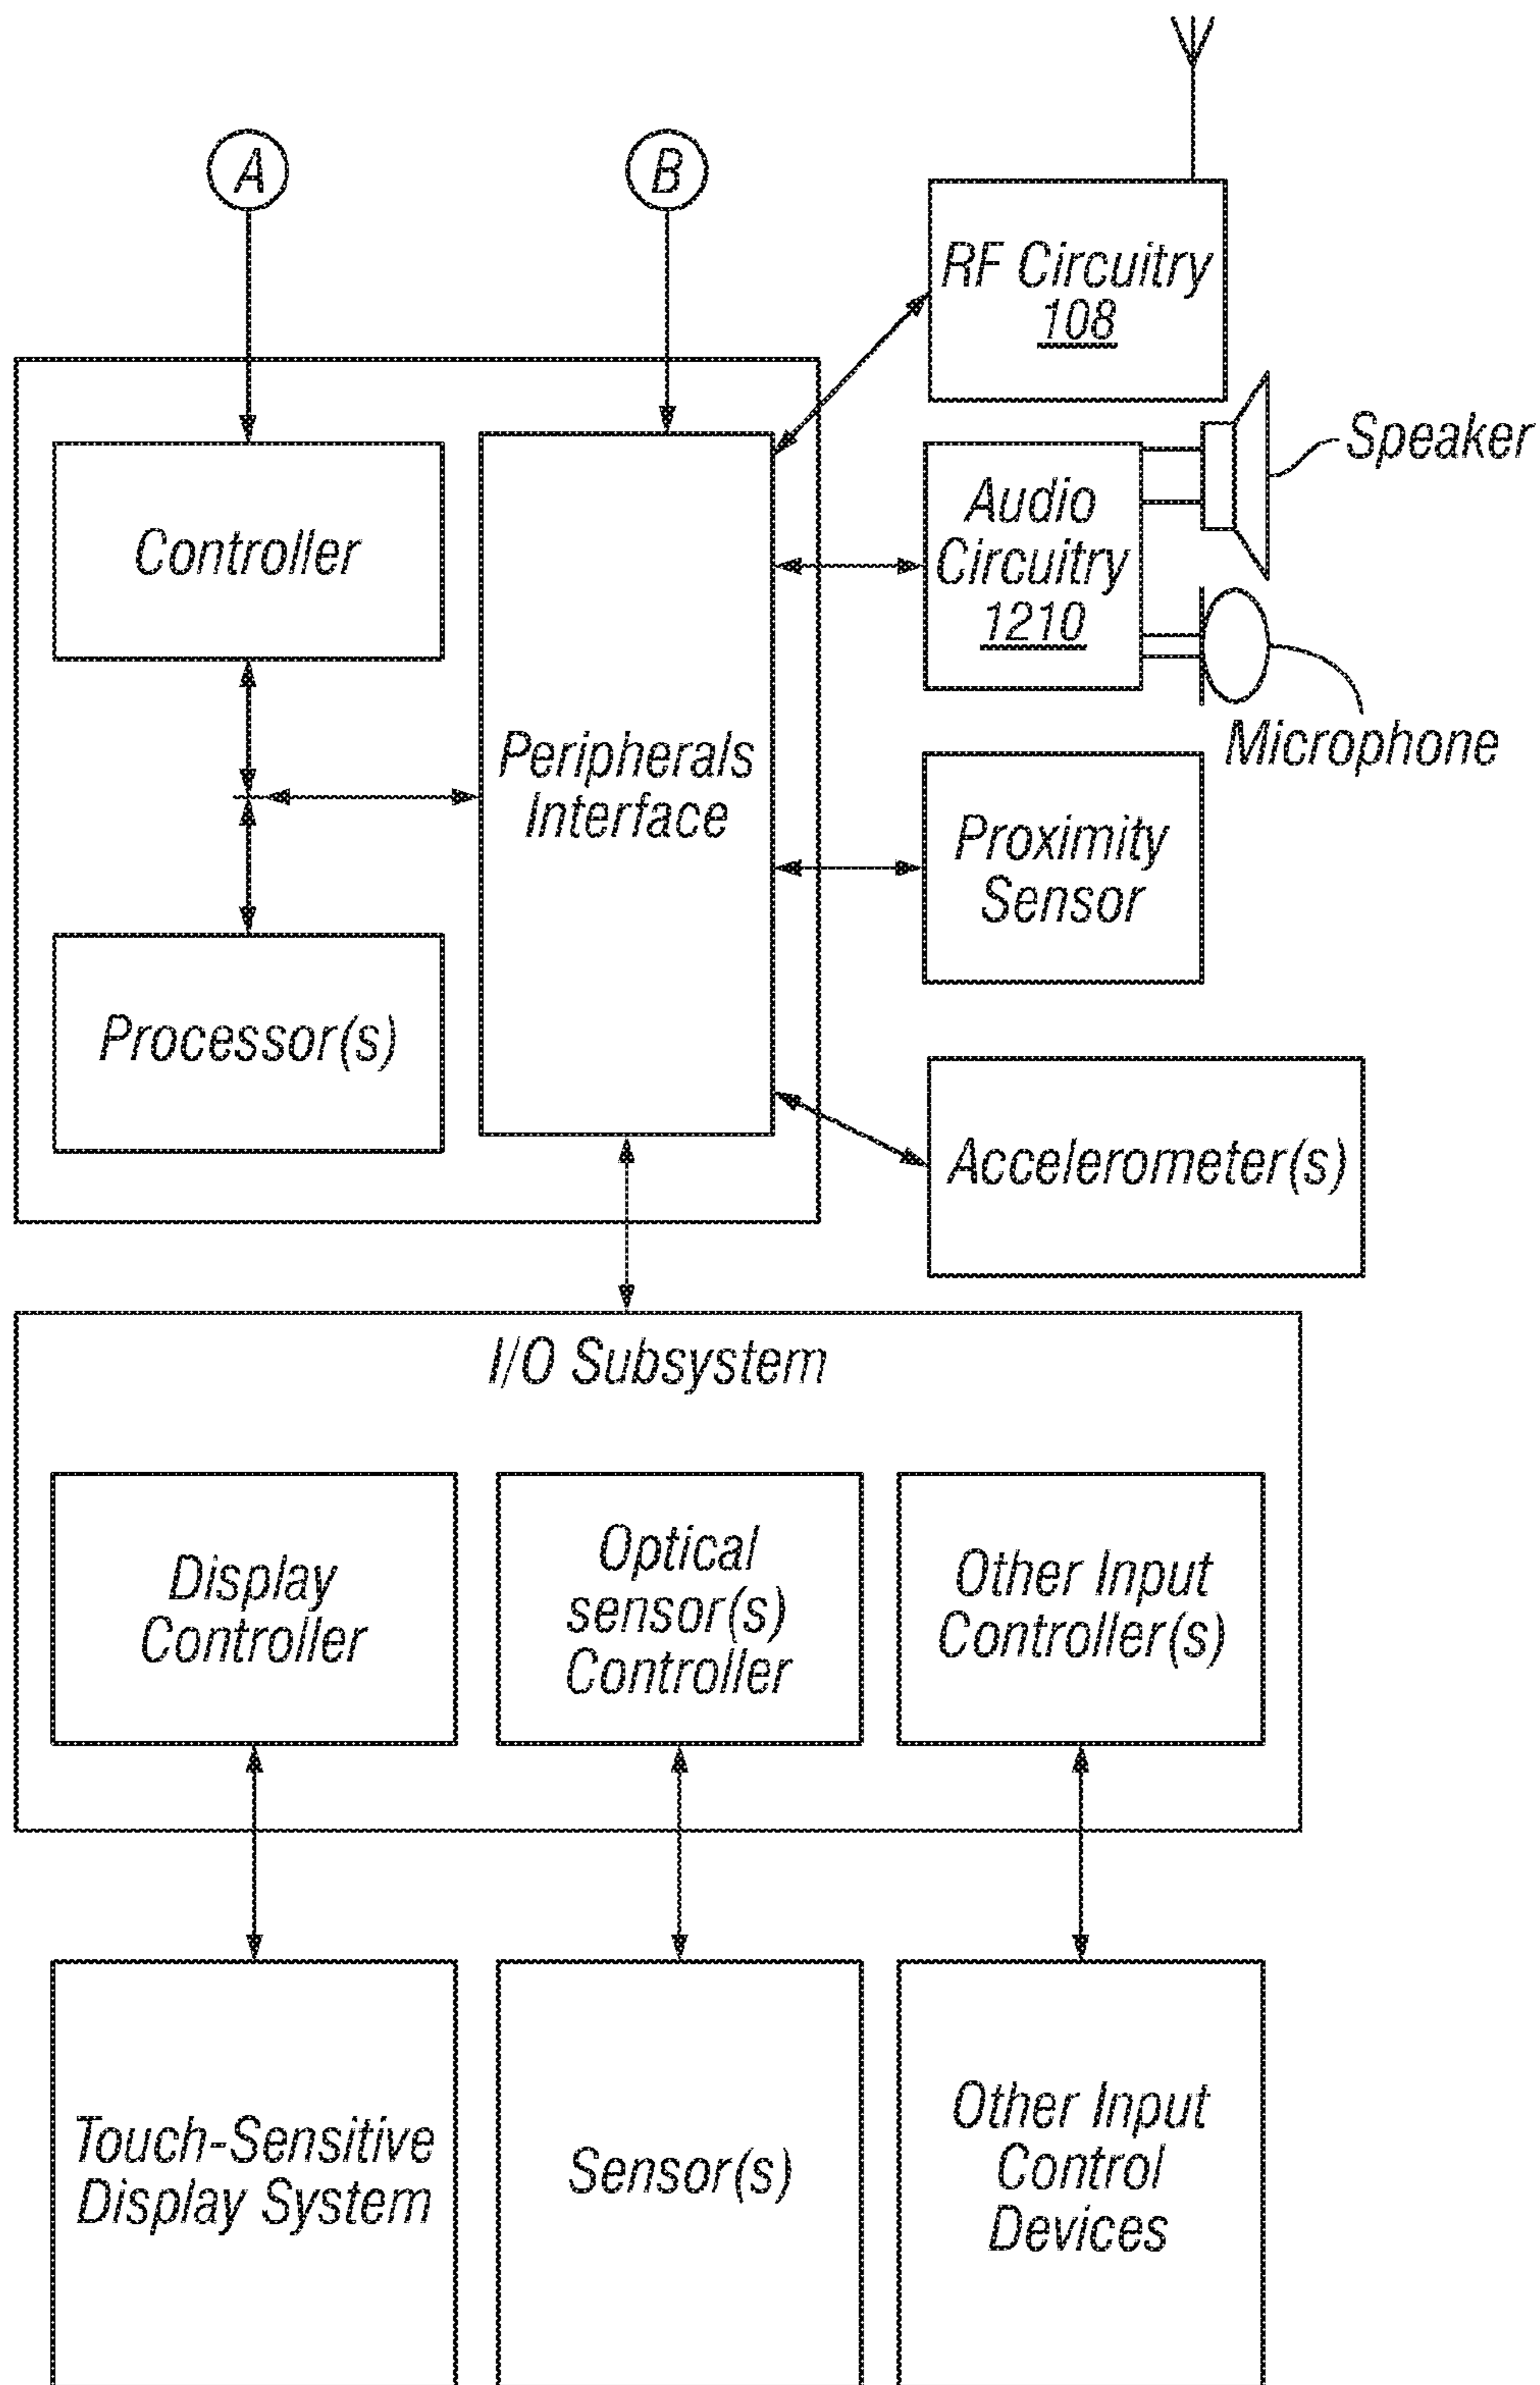 A
B
RF Circuitry
108
Speaker
Controller
Audio
Circuitry
1210
Microphone
Peripherals
Interface
Proximity
Sensor
Processor(s)
Accelerometer(s)
I/O Subsystem
Display
Controller
Optical
sensor(s)
Controller
Other Input
Controller(s)
Touch-Sensitive
Display System
Sensor(s)
Other Input
Control
Devices